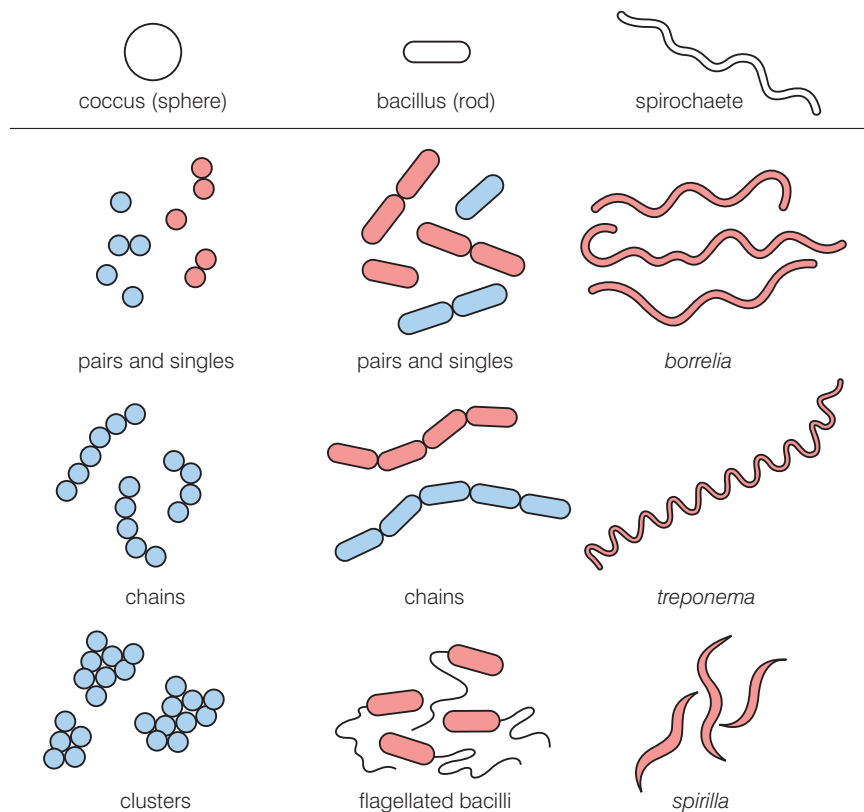 coccus (sphere)
bacillus (rod)
spirochaete
pairs and singles
pairs and singles
borrelia
chains
chains
treponema
clusters
flagellated bacilli
spirilla